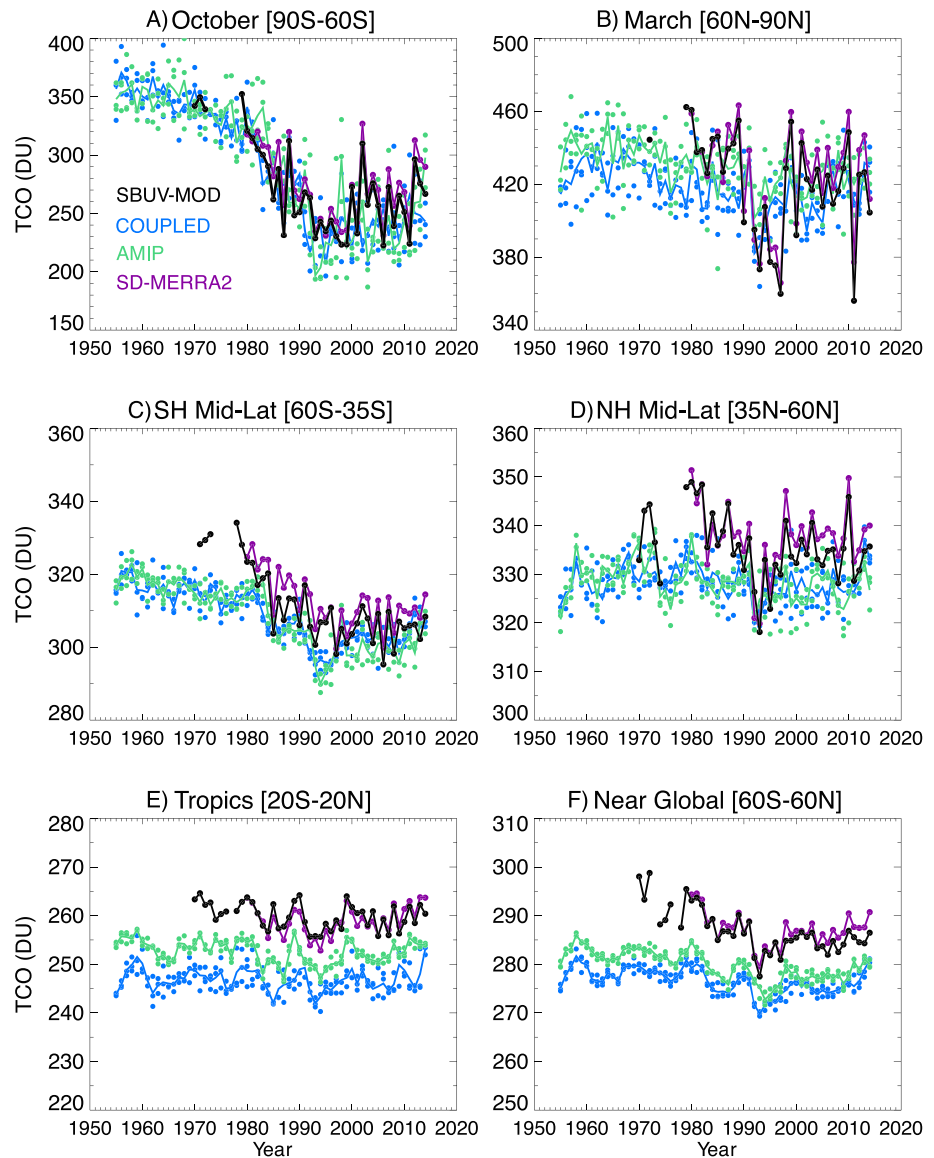 A) October [90S-60S]
TCO (DU)
400
350
300
250
200
150
SBUV-MOD
COUPLED
AMIP
SD-MERRA2
1950 1960 1970 1980 1990 2000 2010 2020
B) March [60N-90N]
500
460
420
380
340
1950 1960 1970 1980 1990 2000 2010 2020
C) SH Mid-Lat [60S-35S]
TCO (DU)
360
340
320
300
280
1950 1960 1970 1980 1990 2000 2010 2020
D) NH Mid-Lat [35N-60N]
360
350
340
330
320
310
300
1950 1960 1970 1980 1990 2000 2010 2020
E) Tropics [20S-20N]
TCO (DU)
280
270
260
250
240
230
220
1950 1960 1970 1980 1990 2000 2010 2020
Year
F) Near Global [60S-60N]
310
300
290
280
270
260
250
1950 1960 1970 1980 1990 2000 2010 2020
Year